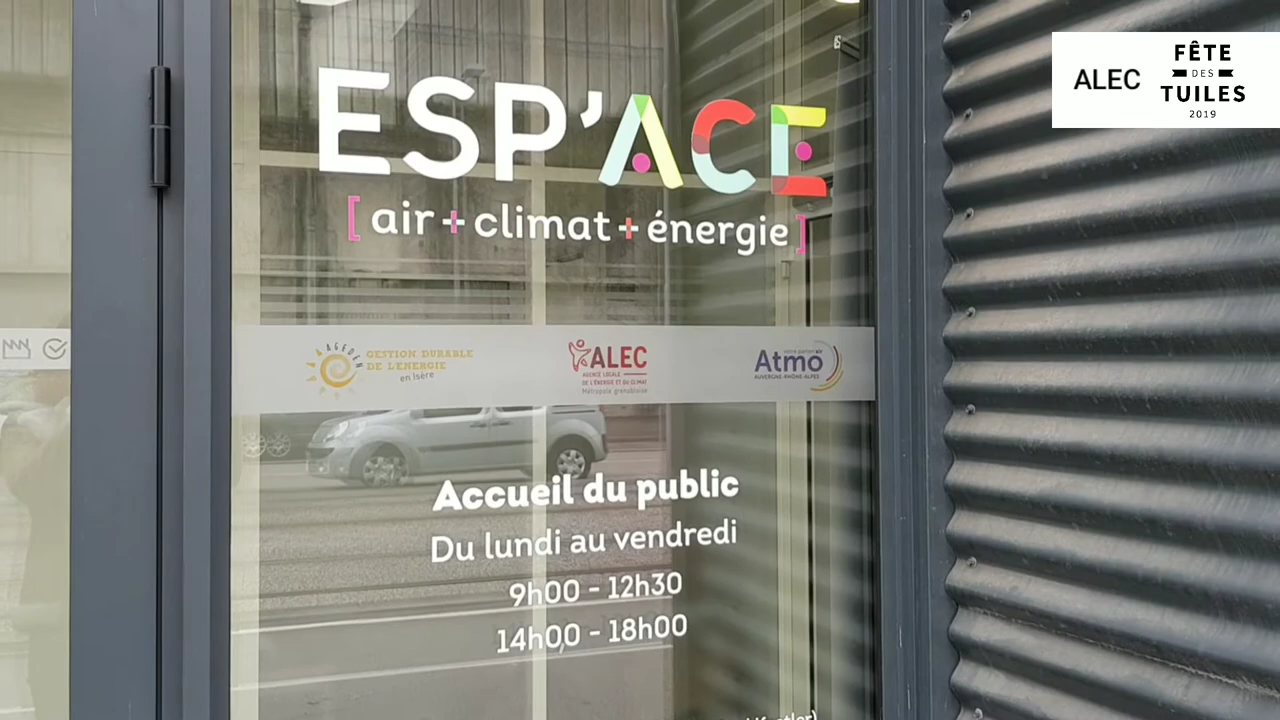 ALEC
FÊTE
DES
TUILES
2019
ESP'ACE
[ air + climat + énergie ]
AGEDEN
GESTION DURABLE
DE L'ENERGIE
en Isère
ALEC
AGENCE LOCALE
DE L'ÉNERGIE ET DU CLIMAT
Métropole grenobloise
Atmo
AUVERGNE-RHÔNE-ALPES
Accueil du public
Du lundi au vendredi
9h00 - 12h30
14h00 - 18h00